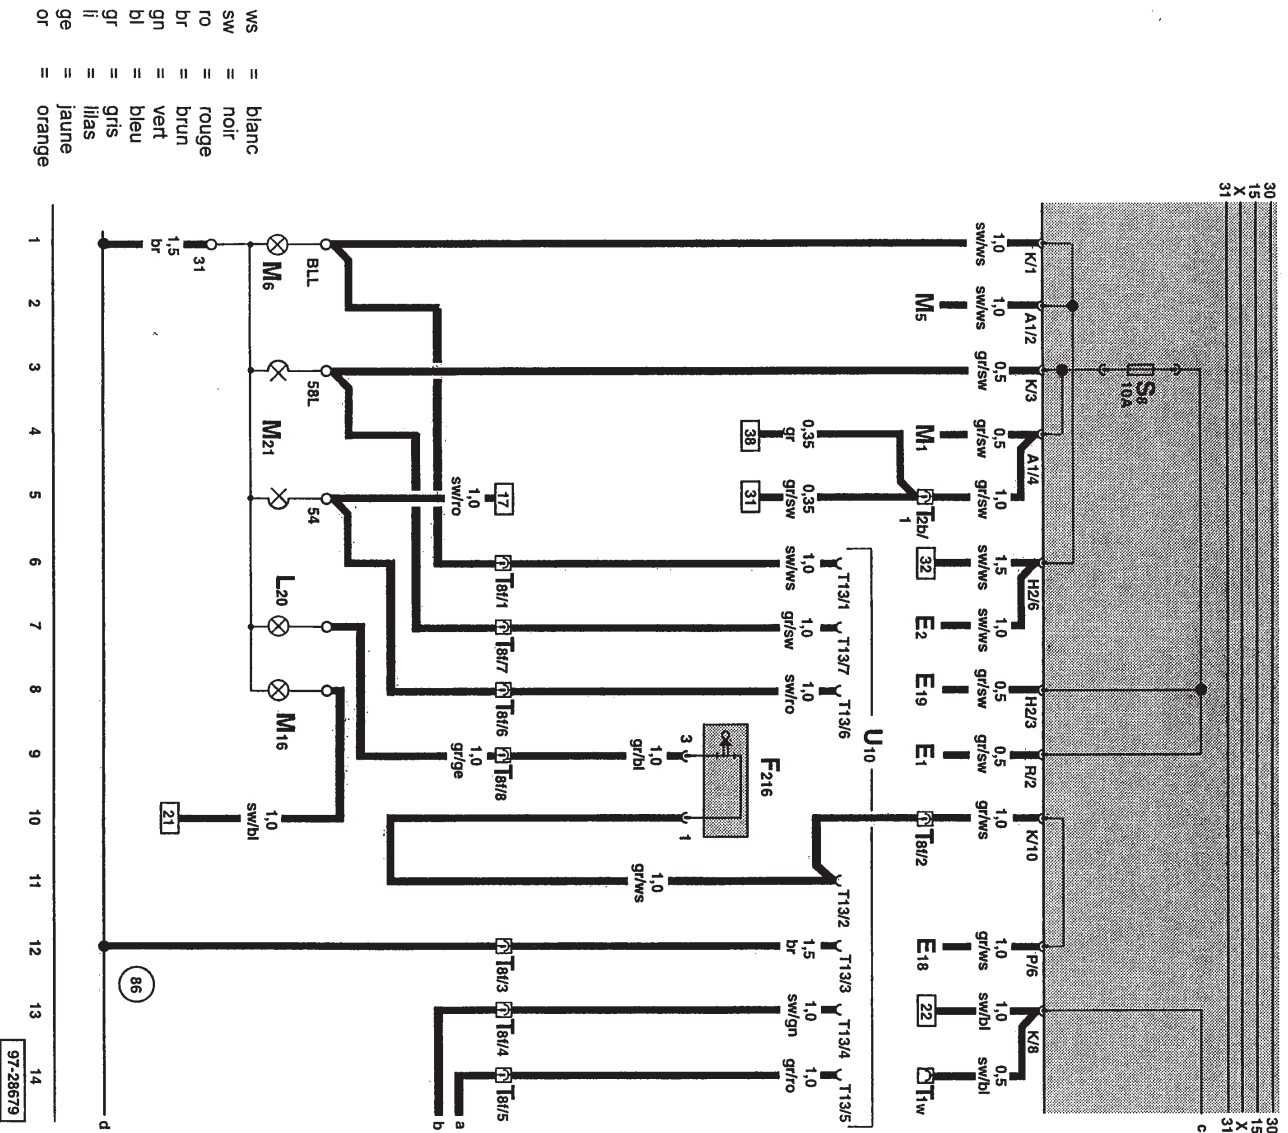 ws = blanc
sw = noir
ro = rouge
br = brun
gn = vert
bl = bleu
gr = gris
li = lilas
ge = jaune
or = orange
30
15
X
31
30
15
X
31
c
S8
10A
K/1
A1/2
K/3
A1/4
H2/6
H2/3
R/2
K/10
P/6
K/8
1,0
sw/ws
1,0
sw/ws
0,5
gr/sw
0,5
gr/sw
1,0
gr/sw
1,5
sw/ws
1,0
sw/ws
0,5
gr/sw
0,5
gr/sw
1,0
gr/ws
1,0
gr/ws
1,0
sw/bl
0,5
sw/bl
M5
M1
T2b/
1
32
E2
E19
E1
T8f/2
E18
22
T1w
U10
T13/1
T13/7
T13/6
T13/2
T13/3
T13/4
T13/5
0,35
gr
0,35
gr/sw
1,0
sw/ws
1,0
gr/sw
1,0
sw/ro
1,5
br
1,0
sw/gn
1,0
gr/ro
38
31
F216
3
1
1,0
gr/bl
1,0
gr/ws
17
T8f/1
T8f/7
T8f/6
T8f/8
T8f/3
T8f/4
T8f/5
1,0
sw/ro
1,0
gr/ge
a
b
BLL
58L
54
M6
M21
L20
M16
1,0
sw/bl
31
1,5
br
21
86
d
1
2
3
4
5
6
7
8
9
10
11
12
13
14
97-28679